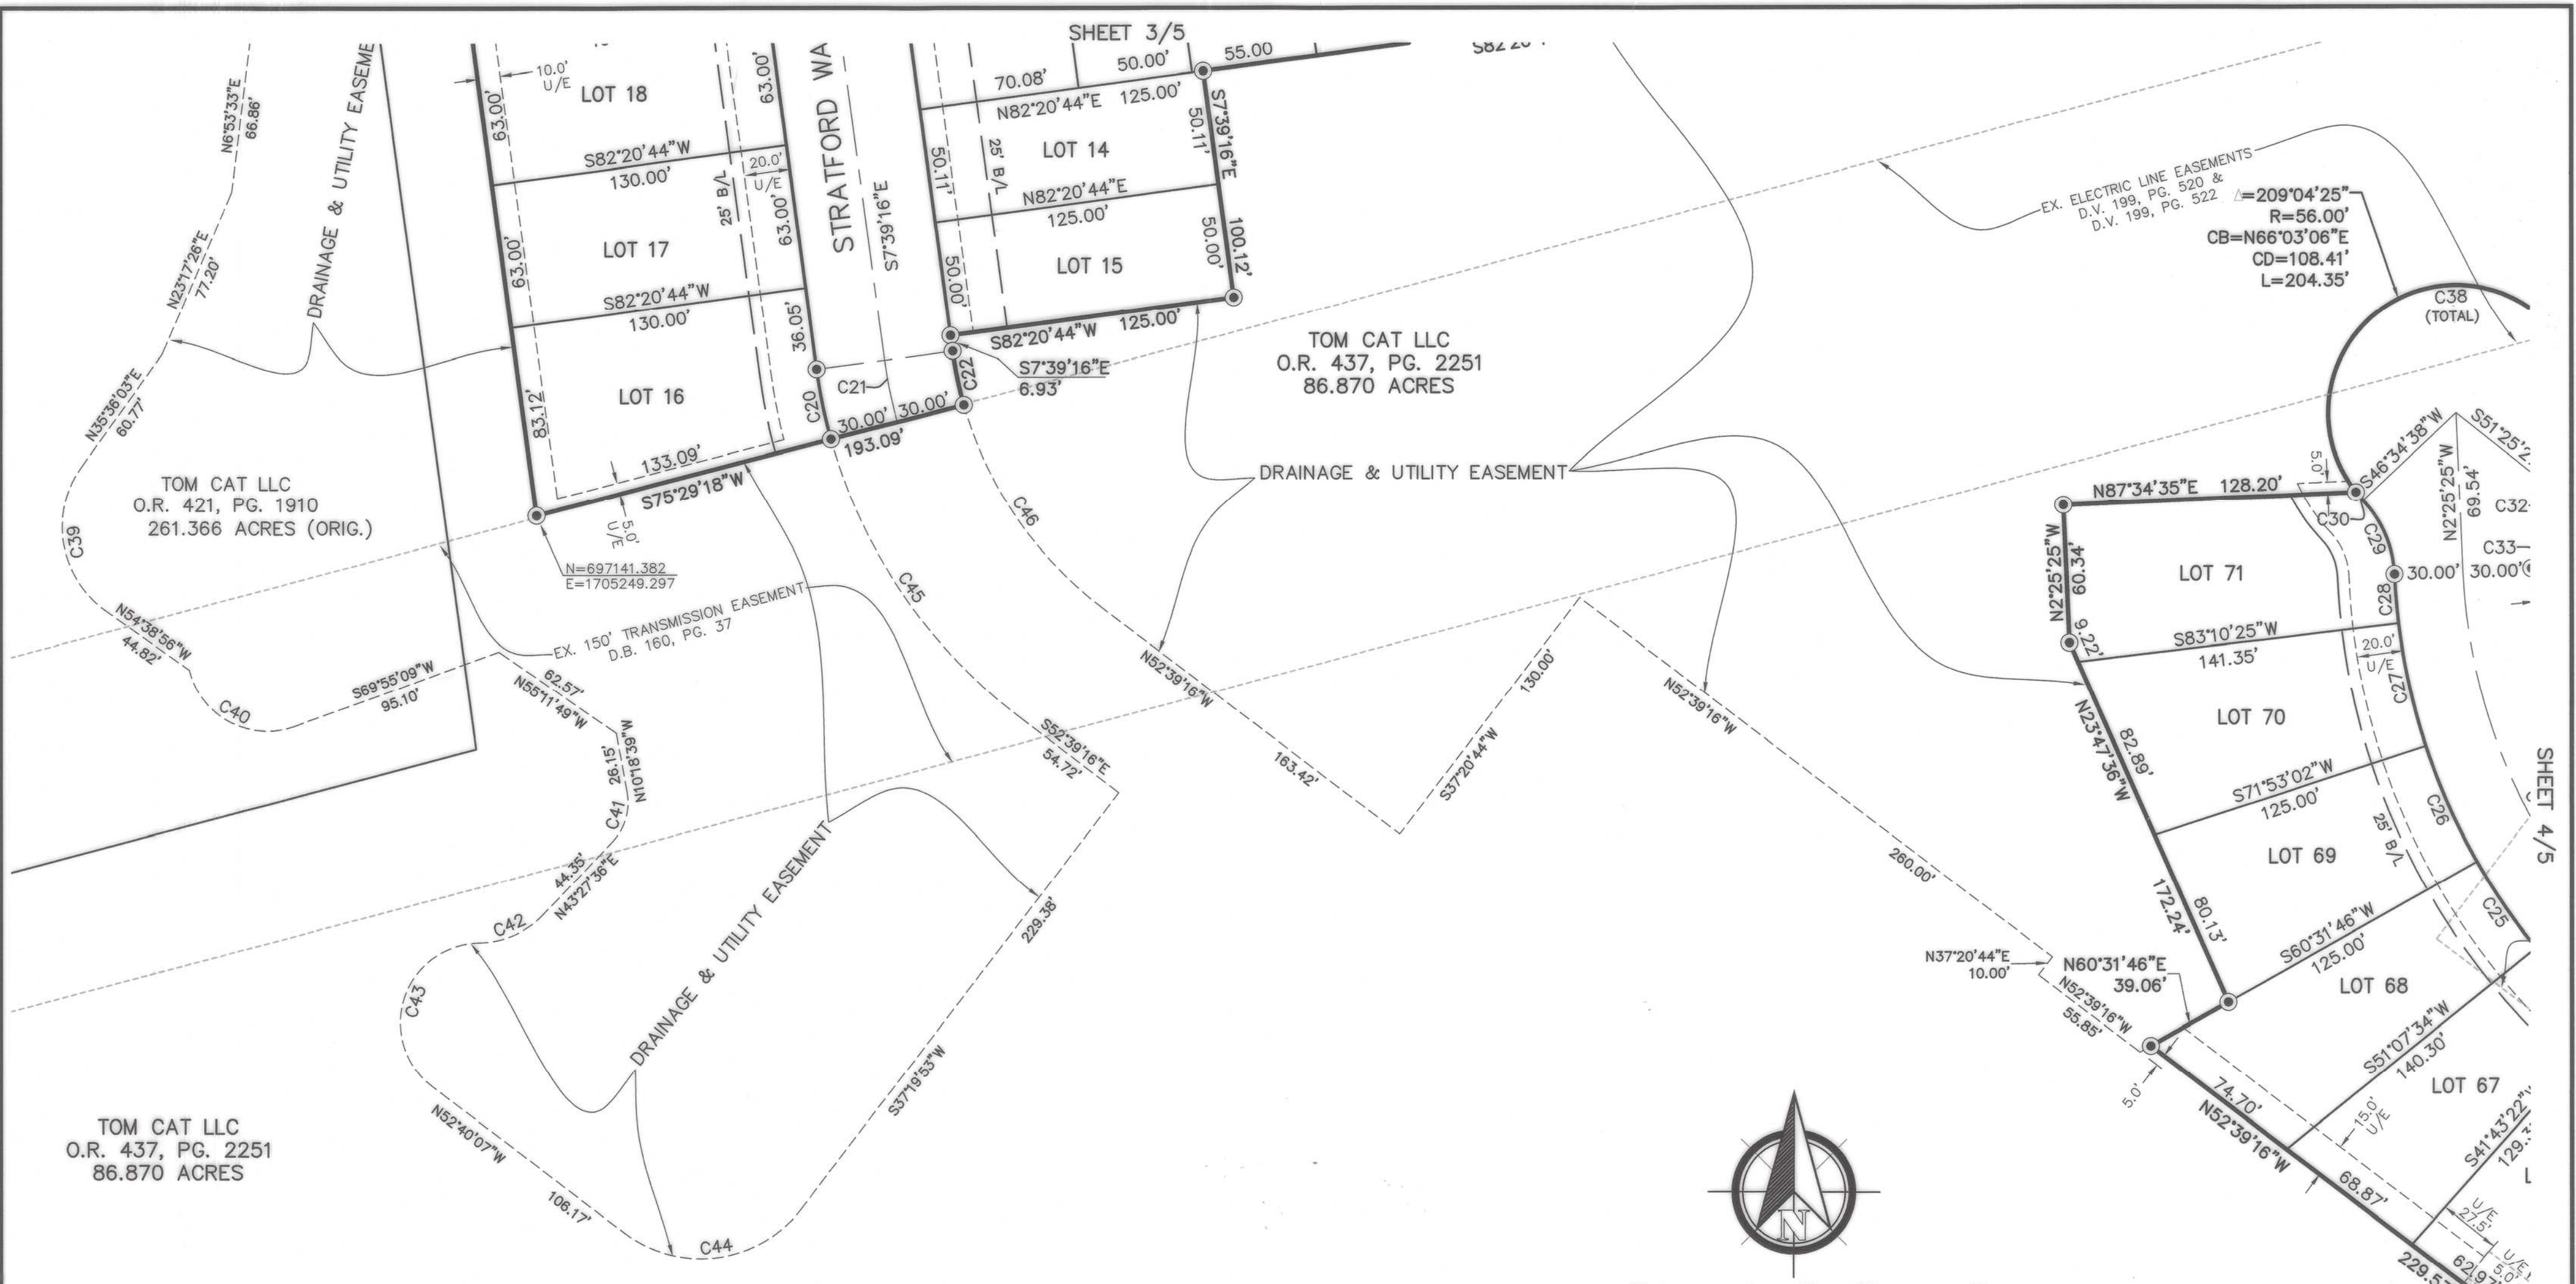 SHEET 3/5
N6°53'33"E
66.86'
N23°17'26"E
77.20'
N35°36'03"E
60.77'
DRAINAGE & UTILITY EASEME
10.0'
U/E
LOT 18
63.00'
63.00'
S82°20'44"W
130.00'
20.0'
U/E
25' B/L
LOT 17
63.00'
63.00'
S82°20'44"W
130.00'
36.05'
LOT 16
83.12'
133.09'
S75°29'18"W
5.0'
U/E
N=697141.382
E=1705249.297
STRATFORD WA
S7°39'16"E
C20
C21
C22
30.00'
30.00'
193.09'
70.08'
50.00'
55.00
N82°20'44"E 125.00'
50.11'
25' B/L
LOT 14
S7°39'16"E
50.11'
N82°20'44"E
125.00'
50.00'
LOT 15
50.00'
100.12'
S82°20'44"W 125.00'
S7°39'16"E
6.93'
TOM CAT LLC
O.R. 437, PG. 2251
86.870 ACRES
EX. ELECTRIC LINE EASEMENTS
D.V. 199, PG. 520 &
D.V. 199, PG. 522
Δ=209°04'25"
R=56.00'
CB=N66°03'06"E
CD=108.41'
L=204.35'
C38
(TOTAL)
TOM CAT LLC
O.R. 421, PG. 1910
261.366 ACRES (ORIG.)
C39
N54°38'56"W
44.82'
C40
S69°55'09"W
95.10'
62.57'
N55°11'49"W
N10°18'39"W
26.15'
C41
44.35'
N43°27'36"E
C42
C43
N52°40'07"W
106.17'
C44
S37°19'53"W
229.38'
EX. 150' TRANSMISSION EASEMENT
D.B. 160, PG. 37
DRAINAGE & UTILITY EASEMENT
C45
C46
S52°39'16"E
54.72'
DRAINAGE & UTILITY EASEMENT
N52°39'16"W
163.42'
S37°20'44"W
130.00'
N52°39'16"W
260.00'
N37°20'44"E
10.00'
N52°39'16"W
55.85'
N60°31'46"E
39.06'
N87°34'35"E 128.20'
5.0'
C30
S46°34'38"W
S51°25'2
N2°25'25"W
69.54'
C32
C33
C29
30.00'
30.00'
C28
N2°25'25"W
60.34'
LOT 71
9.22'
S83°10'25"W
141.35'
20.0'
U/E
C27
LOT 70
N23°47'36"W
82.89'
S71°53'02"W
125.00'
C26
LOT 69
25' B/L
172.24'
80.13'
S60°31'46"W
125.00'
C25
LOT 68
S51°07'34"W
140.30'
LOT 67
S41°43'22"W
5.0'
74.70'
N52°39'16"W
15.0'
U/E
68.87'
U/E
27.5'
U/E
5.0'
62.97'
SHEET 4/5
TOM CAT LLC
O.R. 437, PG. 2251
86.870 ACRES
N